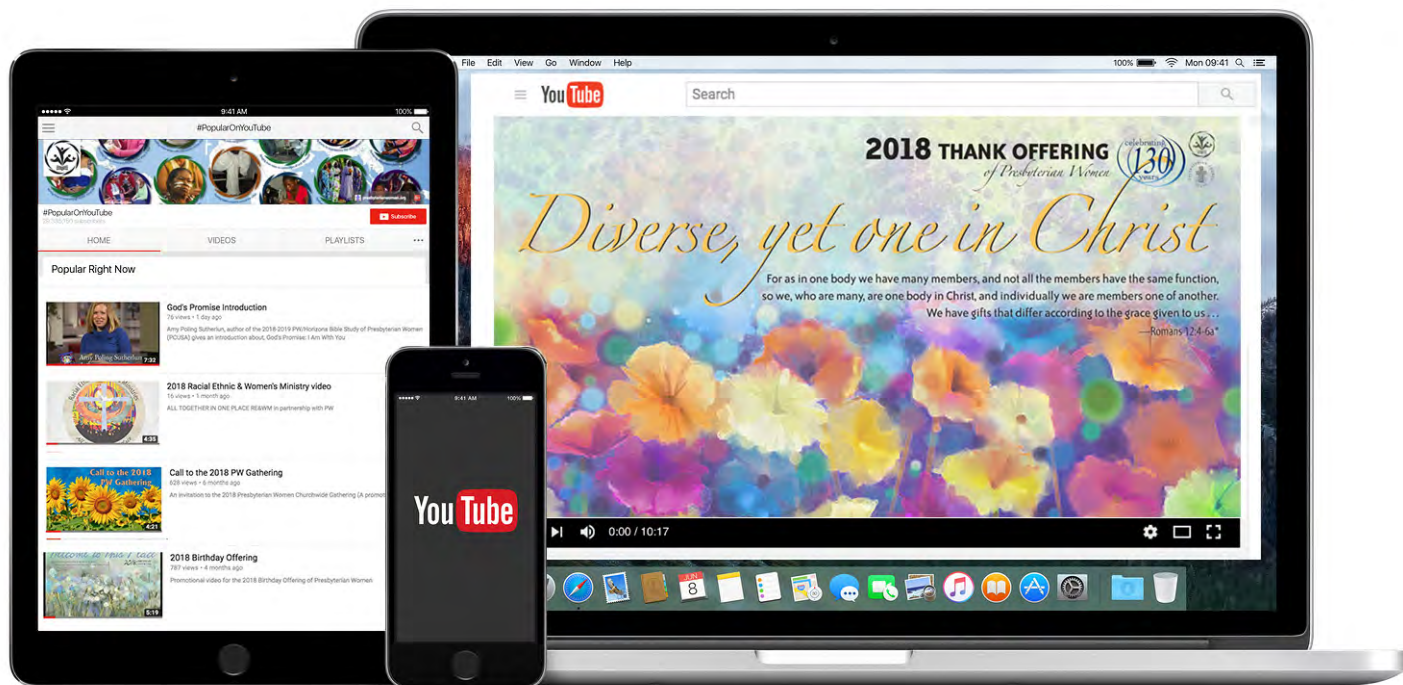 9:41 AM
100%
#PopularOnYouTube
presbyterianwomen.org
#PopularOnYouTube
Subscribe
HOME
VIDEOS
PLAYLISTS
Popular Right Now
God's Promise Introduction
76 views • 1 day ago
Amy Poling Sutherlun, author of the 2018-2019 PW/Horizons Bible Study of Presbyterian Women
(PCUSA) gives an introduction about, God's Promise: I Am With You
Amy Poling Sutherlun
7:32
2018 Racial Ethnic & Women's Ministry video
16 views • 1 month ago
ALL TOGETHER IN ONE PLACE RE&WM in partnership with PW
4:35
Call to the 2018
PW Gathering
4:21
Call to the 2018 PW Gathering
628 views • 6 months ago
An invitation to the 2018 Presbyterian Women Churchwide Gathering (A promot
5:19
2018 Birthday Offering
787 views • 4 months ago
Promotional video for the 2018 Birthday Offering of Presbyterian Women
9:41 AM
100%
YouTube
File Edit View Go Window Help
100% Mon 09:41
YouTube
Search
2018 THANK OFFERING
of Presbyterian Women
celebrating
130
years
Diverse, yet one in Christ
For as in one body we have many members, and not all the members have the same function,
so we, who are many, are one body in Christ, and individually we are members one of another.
We have gifts that differ according to the grace given to us . . .
—Romans 12:4-6a*
0:00 / 10:17
JUN
8